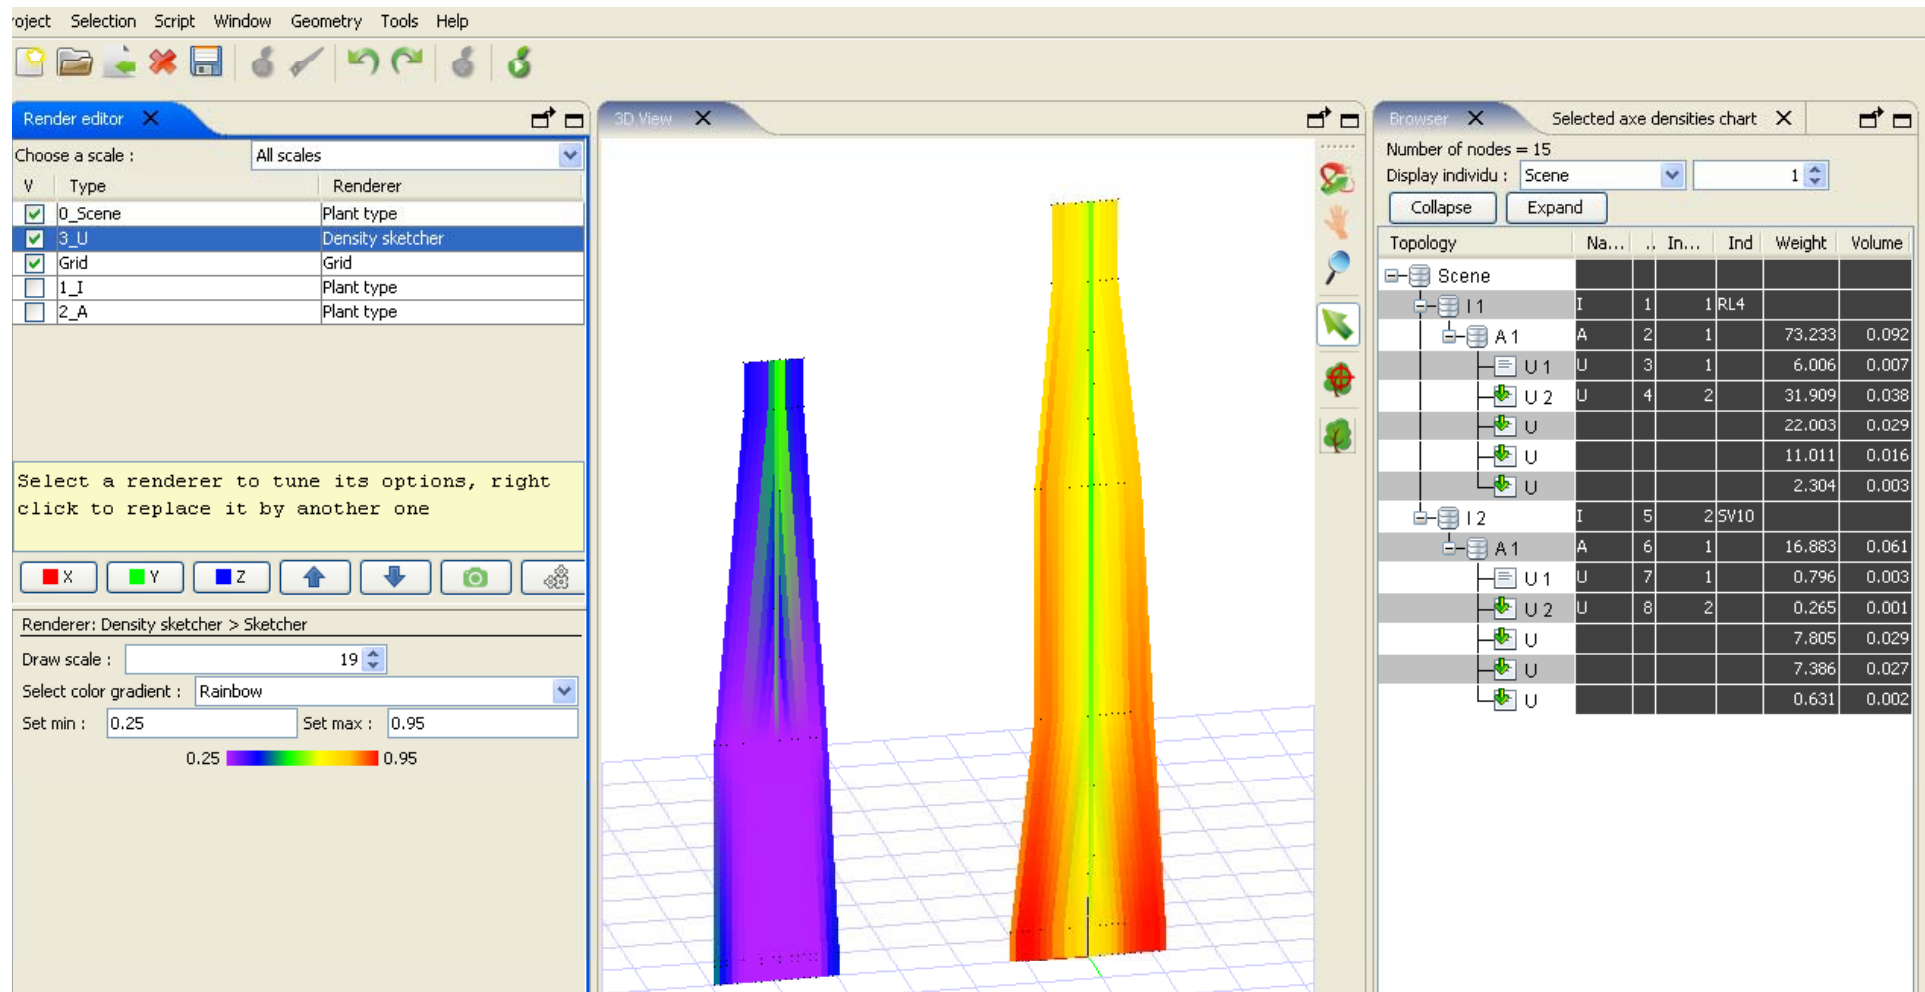 oject Selection Script Window Geometry Tools Help
Render editor
Choose a scale : All scales
V Type Renderer
0_Scene Plant type
3_U Density sketcher
Grid Grid
1_I Plant type
2_A Plant type
Select a renderer to tune its options, right
click to replace it by another one
X Y Z
Renderer: Density sketcher > Sketcher
Draw scale : 19
Select color gradient : Rainbow
Set min : 0.25 Set max : 0.95
0.25 0.95
3D View
Browser Selected axe densities chart
Number of nodes = 15
Display individu : Scene 1
Collapse Expand
Topology Na... .. In... Ind Weight Volume
Scene
I 1 I 1 1 RL4
A 1 A 2 1 73.233 0.092
U 1 U 3 1 6.006 0.007
U 2 U 4 2 31.909 0.038
U 22.003 0.029
U 11.011 0.016
U 2.304 0.003
I 2 I 5 2 SV10
A 1 A 6 1 16.883 0.061
U 1 U 7 1 0.796 0.003
U 2 U 8 2 0.265 0.001
U 7.805 0.029
U 7.386 0.027
U 0.631 0.002